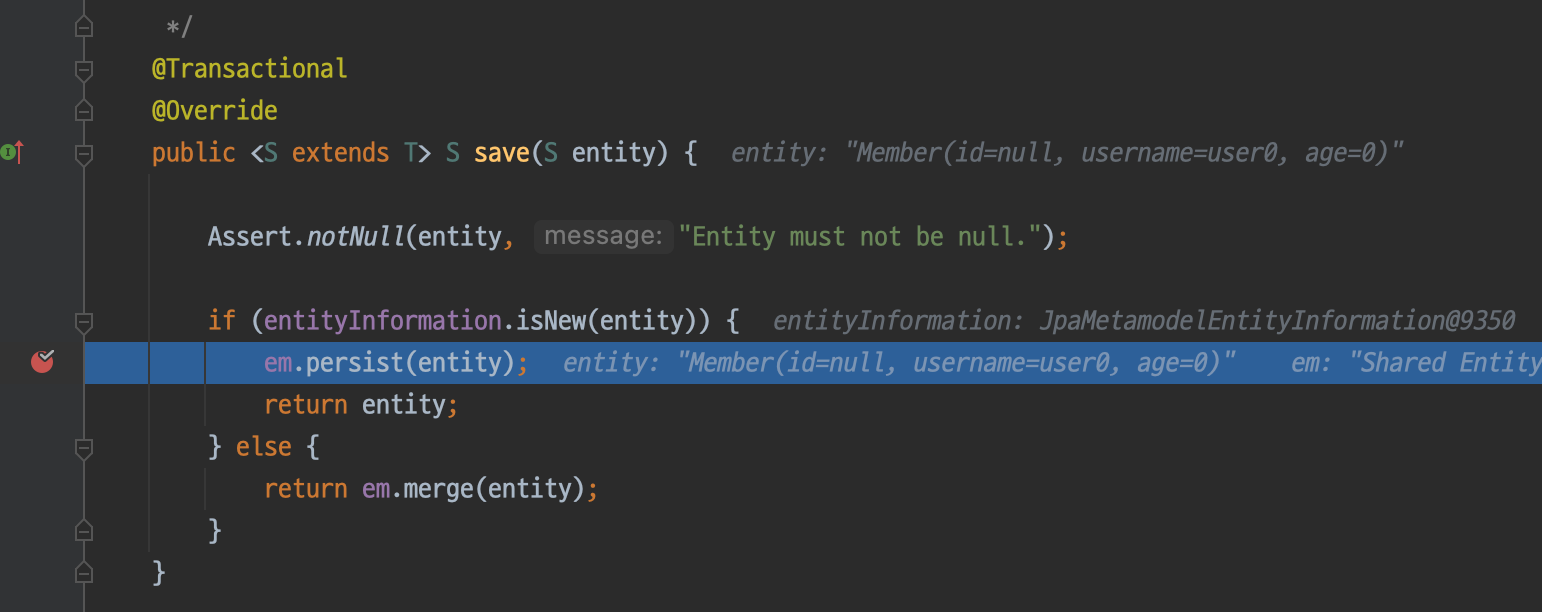 */
@Transactional
@Override
public <S extends T> S save(S entity) { entity: "Member(id=null, username=user0, age=0)"
Assert.notNull(entity, message: "Entity must not be null.");
if (entityInformation.isNew(entity)) { entityInformation: JpaMetamodelEntityInformation@9350
em.persist(entity); entity: "Member(id=null, username=user0, age=0)" em: "Shared Entity
return entity;
} else {
return em.merge(entity);
}
}